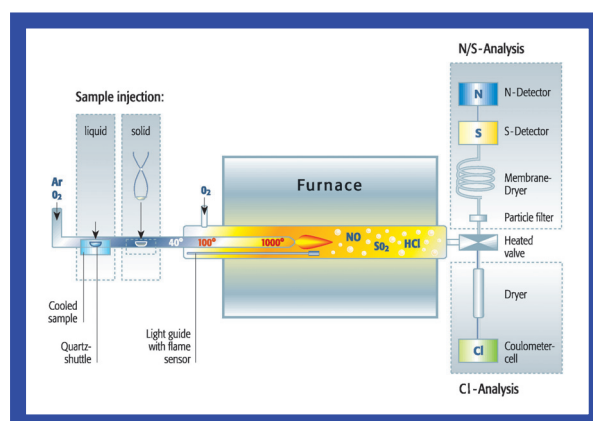 N/S-Analysis
Sample injection:
liquid
solid
N
N-Detector
S
S-Detector
Membrane-
Dryer
Particle filter
Heated
valve
Ar
O₂
O₂
Furnace
40°
100°
1000°
NO
SO₂
HCl
Cooled
sample
Quartz-
shuttle
Light guide
with flame
sensor
Dryer
Cl
Coulometer-
cell
Cl-Analysis